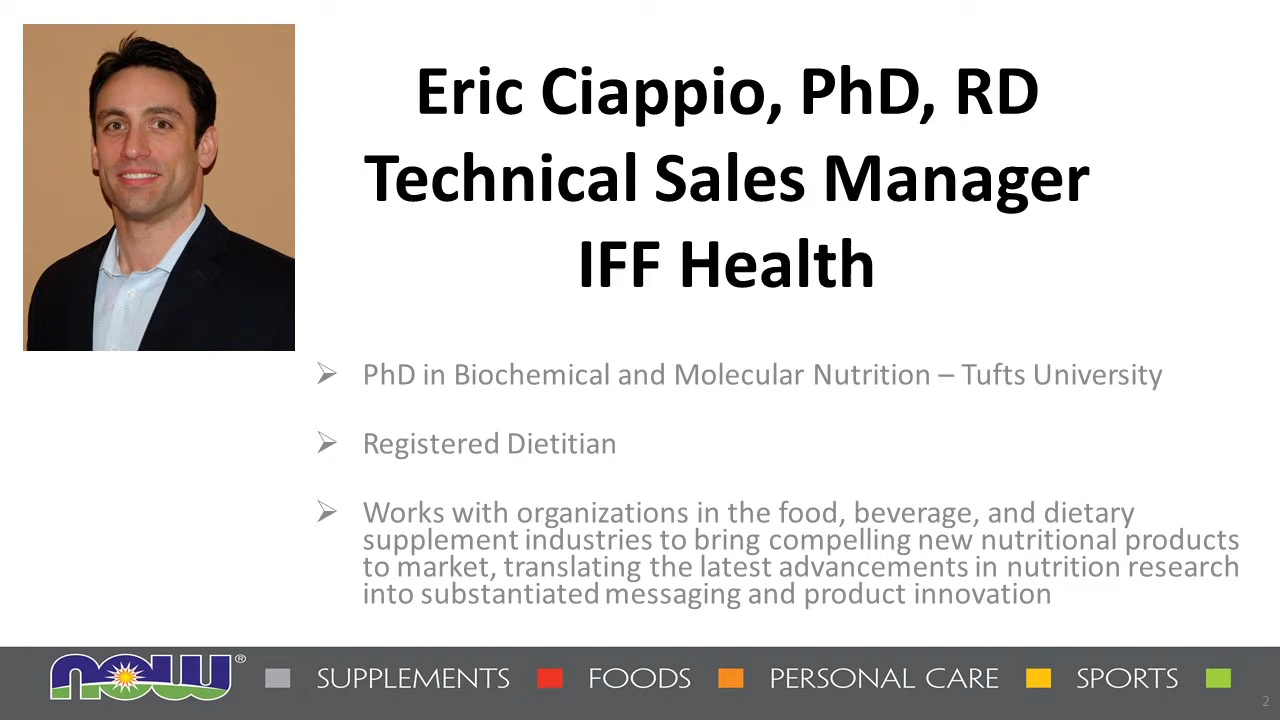 Eric Ciappio, PhD, RD
Technical Sales Manager
IFF Health
➢ PhD in Biochemical and Molecular Nutrition – Tufts University
➢ Registered Dietitian
➢ Works with organizations in the food, beverage, and dietary
supplement industries to bring compelling new nutritional products
to market, translating the latest advancements in nutrition research
into substantiated messaging and product innovation
now® SUPPLEMENTS FOODS PERSONAL CARE SPORTS
2